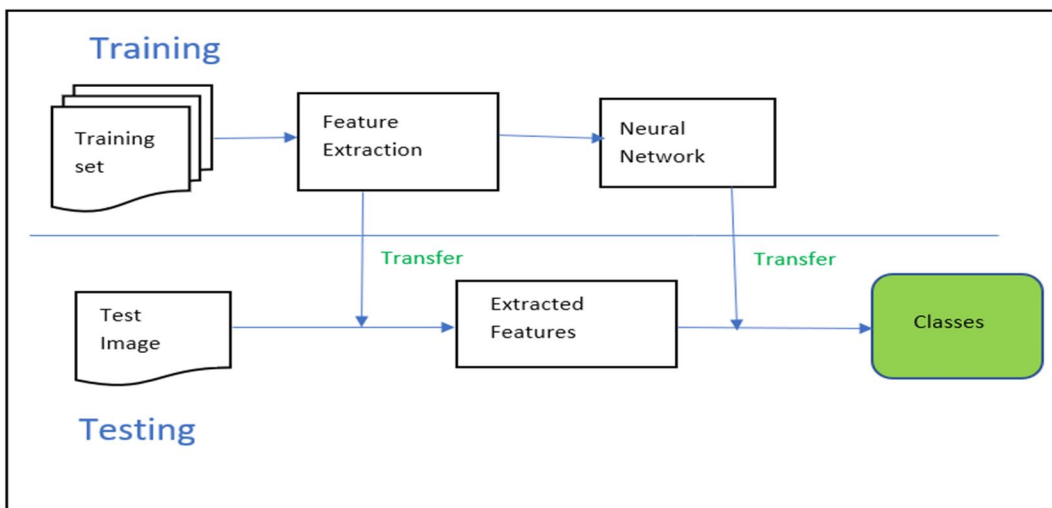 Training
Training
set
Feature
Extraction
Neural
Network
Transfer
Transfer
Test
Image
Extracted
Features
Classes
Testing